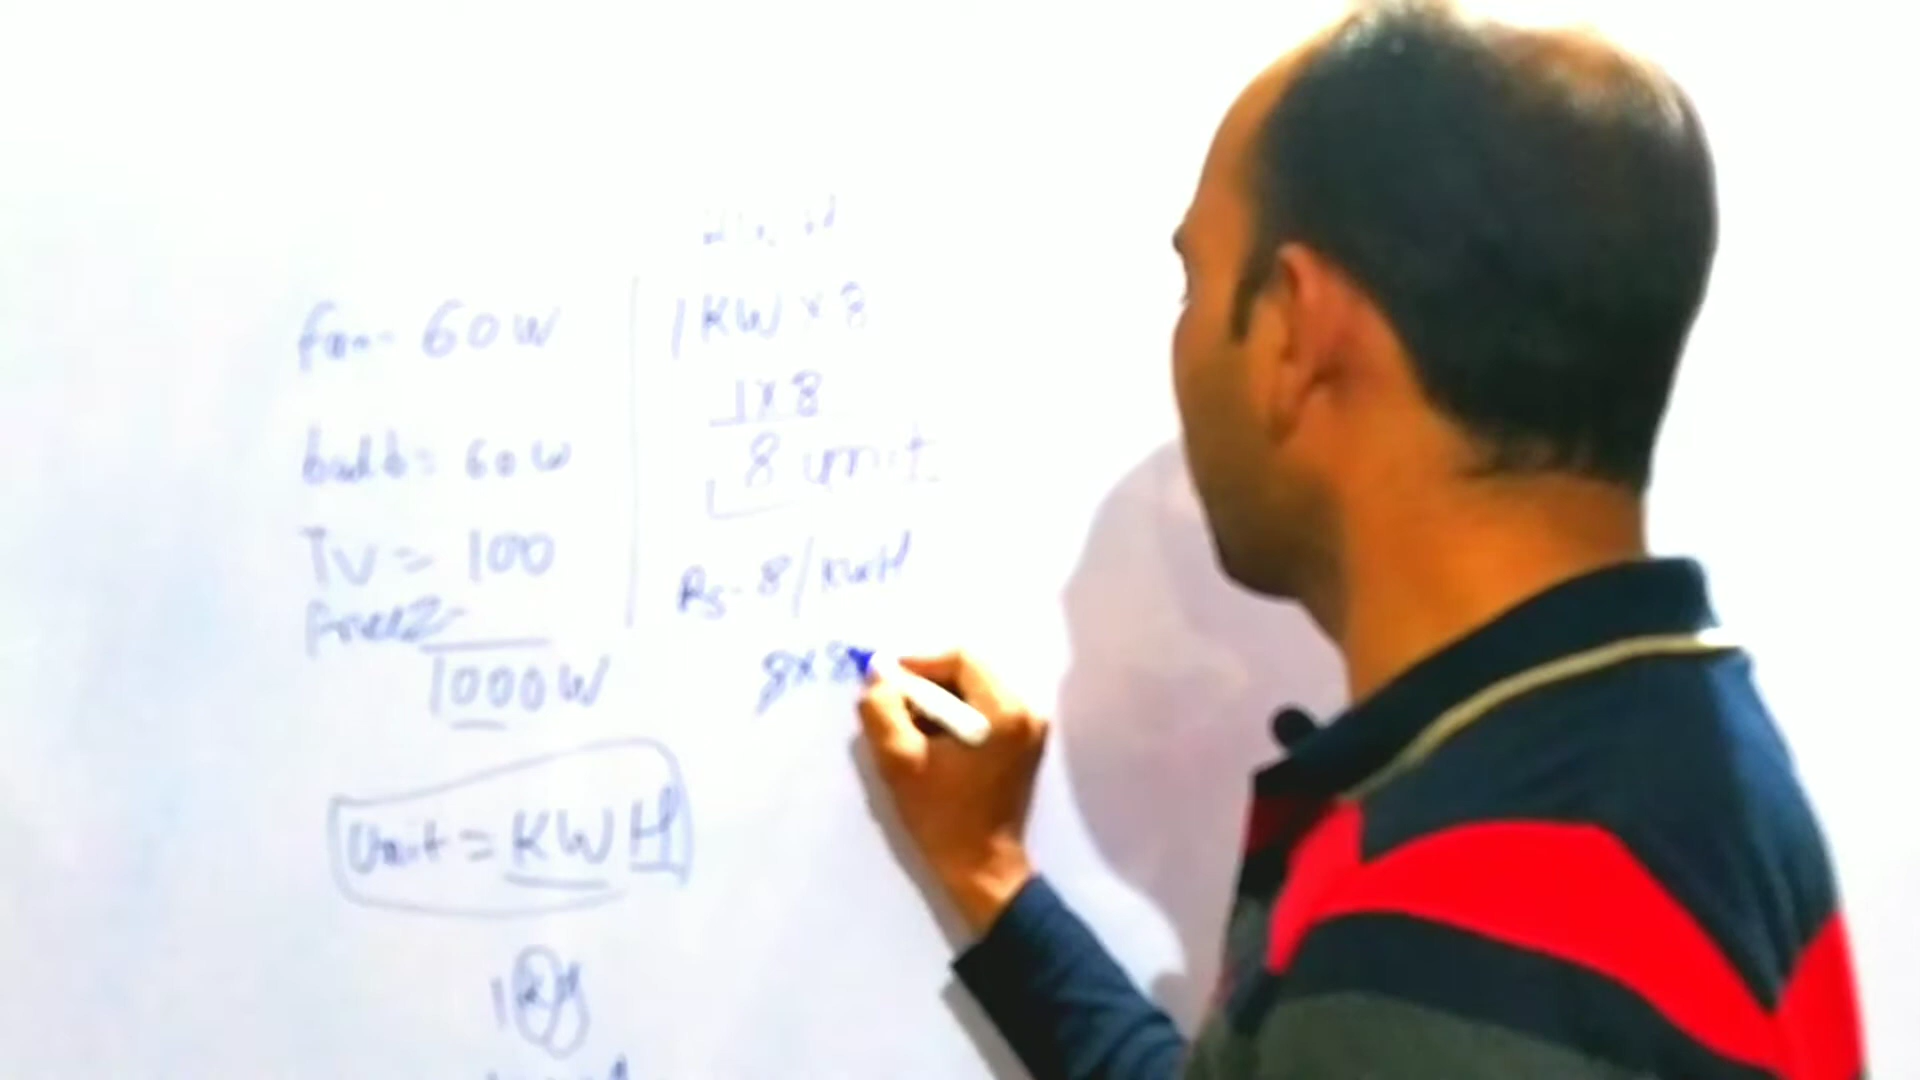 fan- 60W
bulb= 60W
Tv= 100
freez-
1000W
Unit = KWH
1KW×8
1×8
8 unit
Rs- 8/KWH
8×8